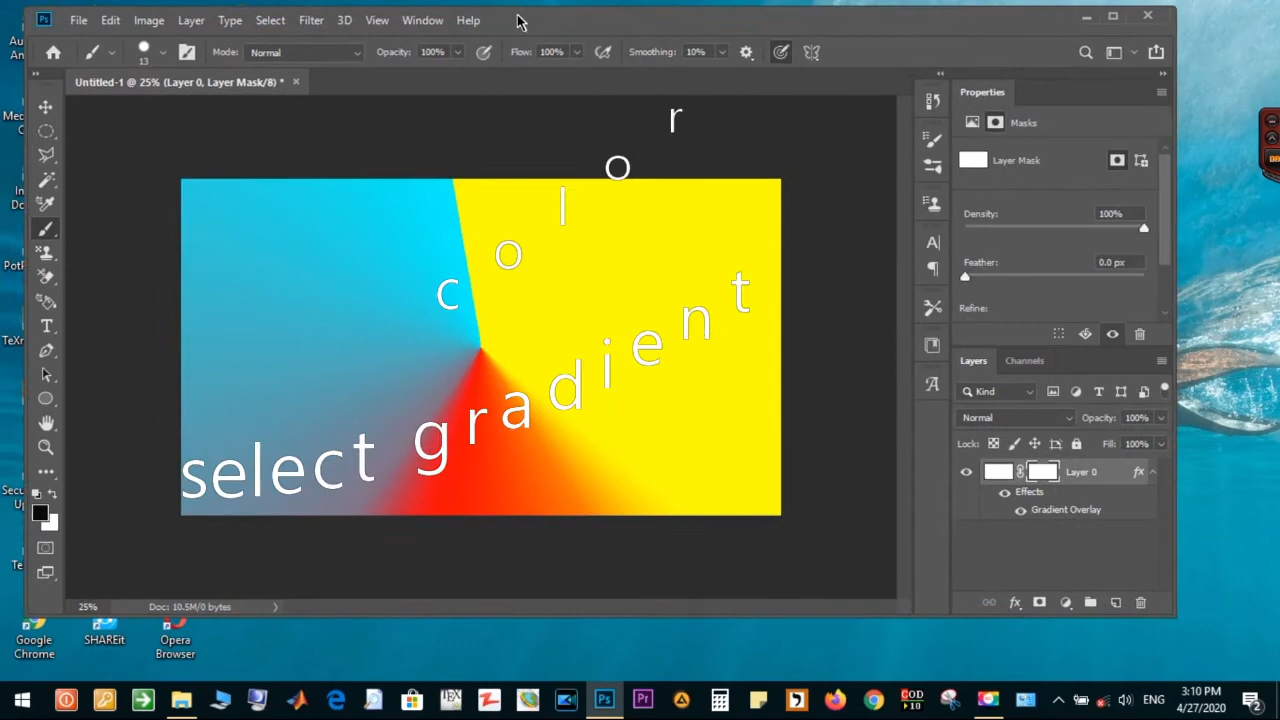 Ps File Edit Image Layer Type Select Filter 3D View Window Help
13 Mode: Normal Opacity: 100% Flow: 100% Smoothing: 10%
Untitled-1 @ 25% (Layer 0, Layer Mask/8) *
Properties
Masks
Layer Mask
Density: 100%
Feather: 0.0 px
Refine:
Layers Channels
Kind
Normal Opacity: 100%
Lock: Fill: 100%
Layer 0 fx
Effects
Gradient Overlay
select gradient color
25% Doc: 10.5M/0 bytes
Google Chrome
SHAREit
Opera Browser
ENG
3:10 PM
4/27/2020